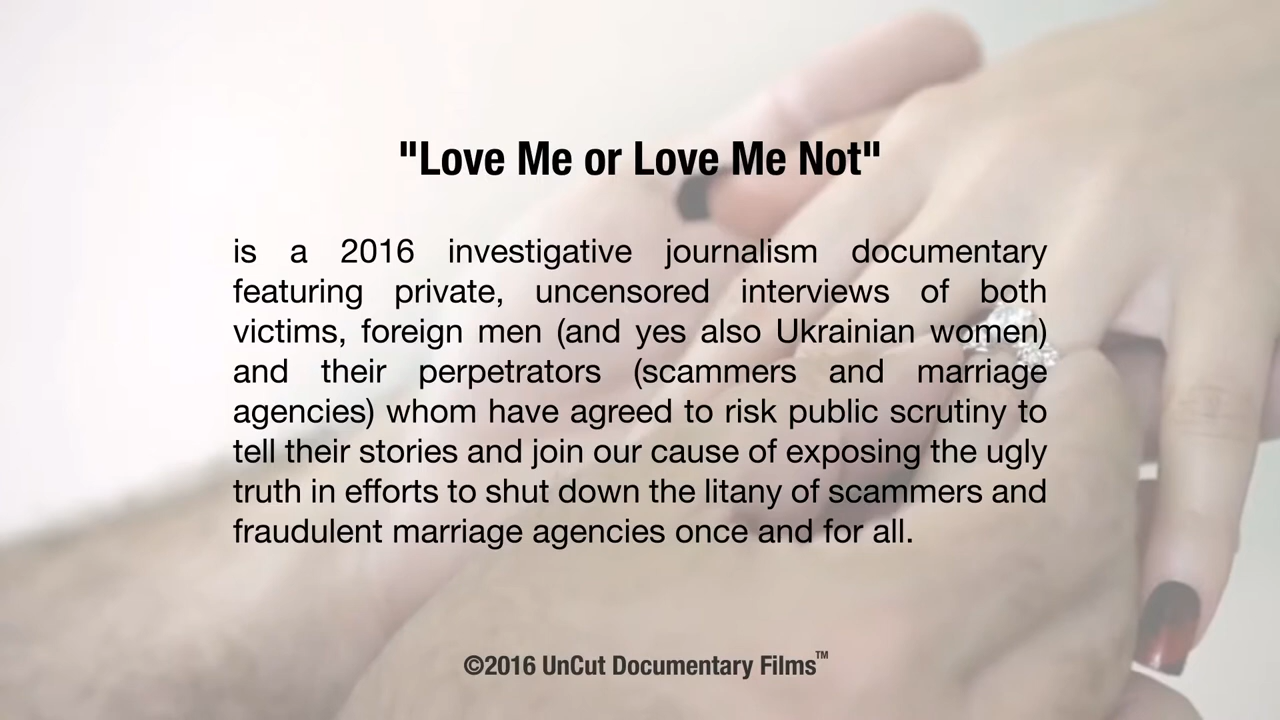 "Love Me or Love Me Not"
is a 2016 investigative journalism documentary
featuring private, uncensored interviews of both
victims, foreign men (and yes also Ukrainian women)
and their perpetrators (scammers and marriage
agencies) whom have agreed to risk public scrutiny to
tell their stories and join our cause of exposing the ugly
truth in efforts to shut down the litany of scammers and
fraudulent marriage agencies once and for all.
©2016 UnCut Documentary Films™